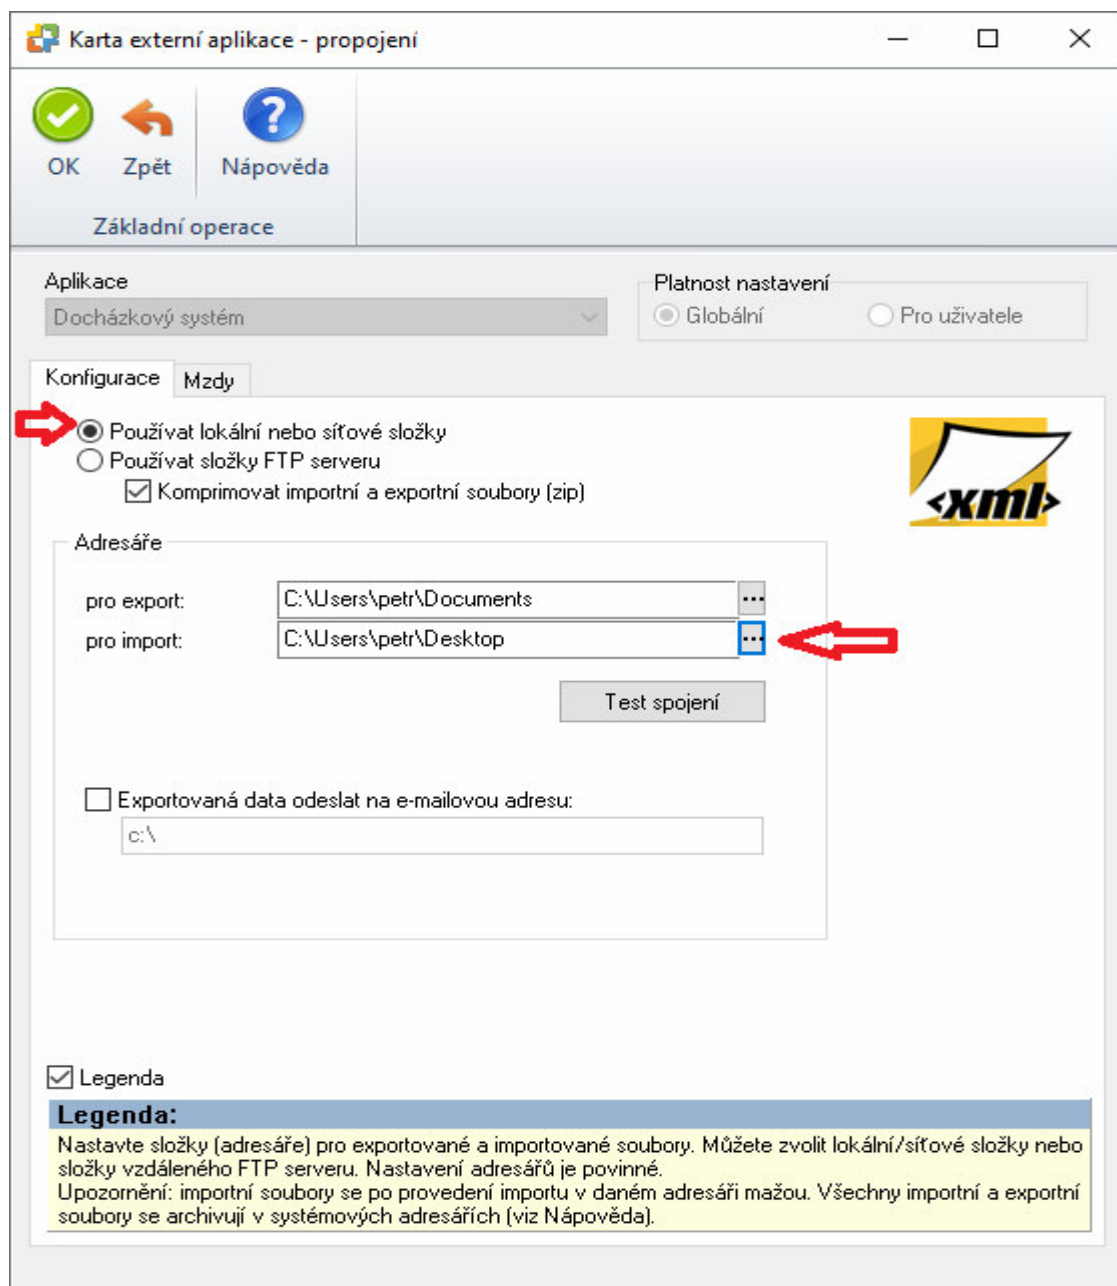 Karta externí aplikace - propojení
OK Zpět Nápověda
Základní operace
Aplikace
Platnost nastavení
Docházkový systém
Globální Pro uživatele
Konfigurace Mzdy
Používat lokální nebo síťové složky
Používat složky FTP serveru
Komprimovat importní a exportní soubory (zip)
<xml>
Adresáře
pro export: C:\Users\petr\Documents ...
pro import: C:\Users\petr\Desktop ...
Test spojení
Exportovaná data odeslat na e-mailovou adresu:
c:\
Legenda
Legenda:
Nastavte složky (adresáře) pro exportované a importované soubory. Můžete zvolit lokální/síťové složky nebo
složky vzdáleného FTP serveru. Nastavení adresářů je povinné.
Upozornění: importní soubory se po provedení importu v daném adresáři mažou. Všechny importní a exportní
soubory se archivují v systémových adresářích (viz Nápověda).